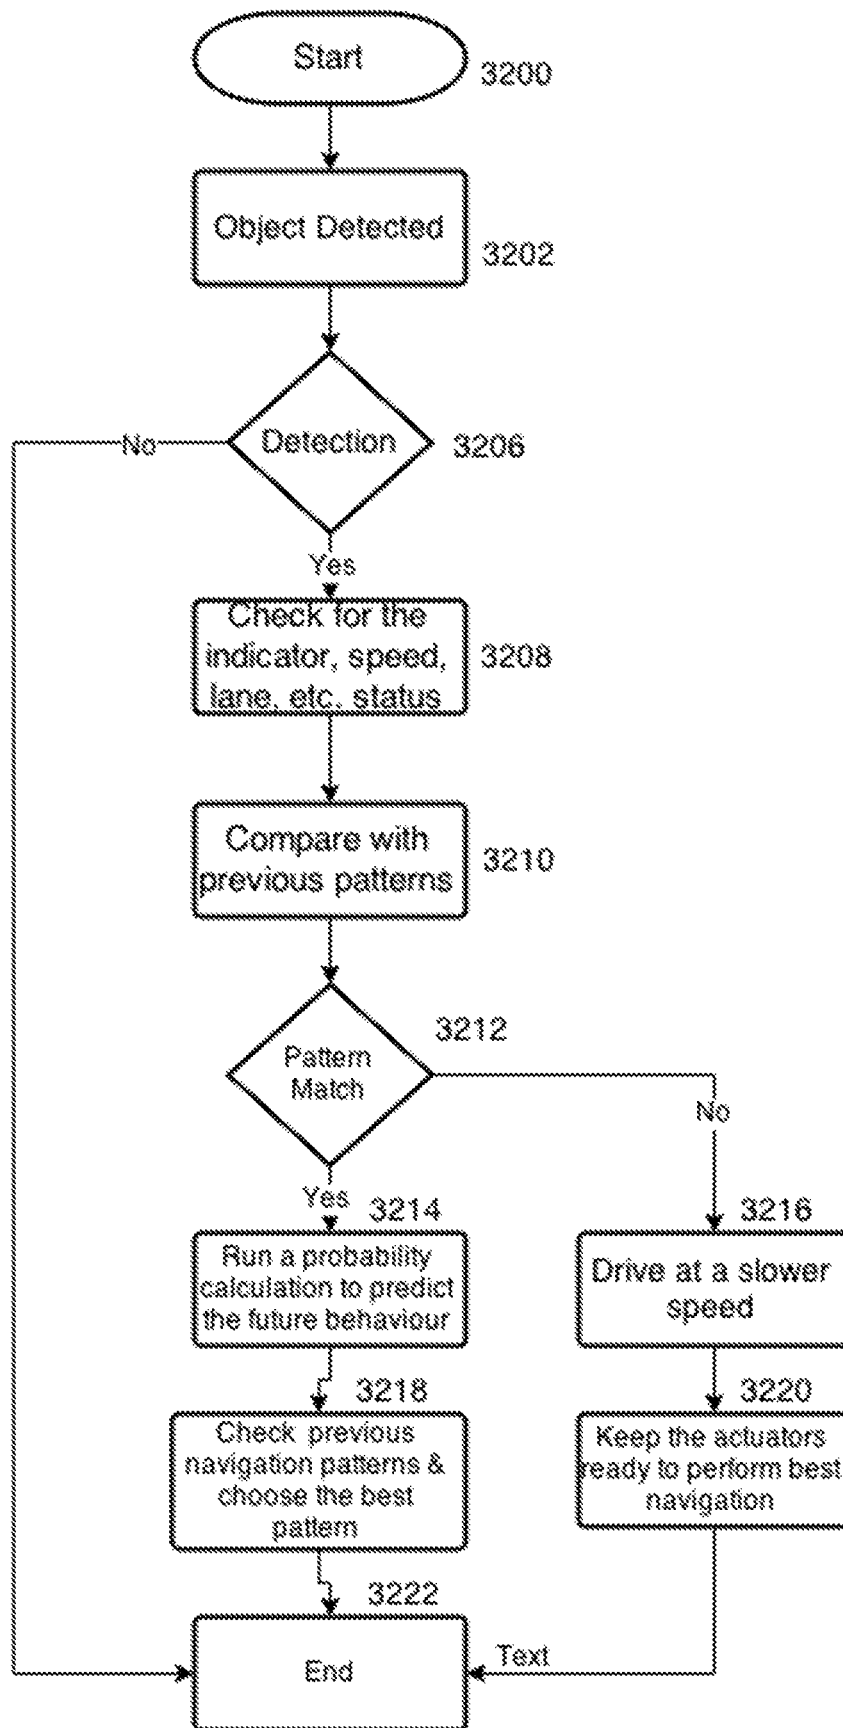 Start
3200
Object Detected
3202
No
Detection
3206
Yes
Check for the
indicator, speed,
lane, etc. status
3208
Compare with
previous patterns
3210
Pattern
Match
3212
No
Yes
3214
Run a probability
calculation to predict
the future behaviour
3216
Drive at a slower
speed
3218
Check previous
navigation patterns &
choose the best
pattern
3220
Keep the actuators
ready to perform best
navigation
3222
End
Text